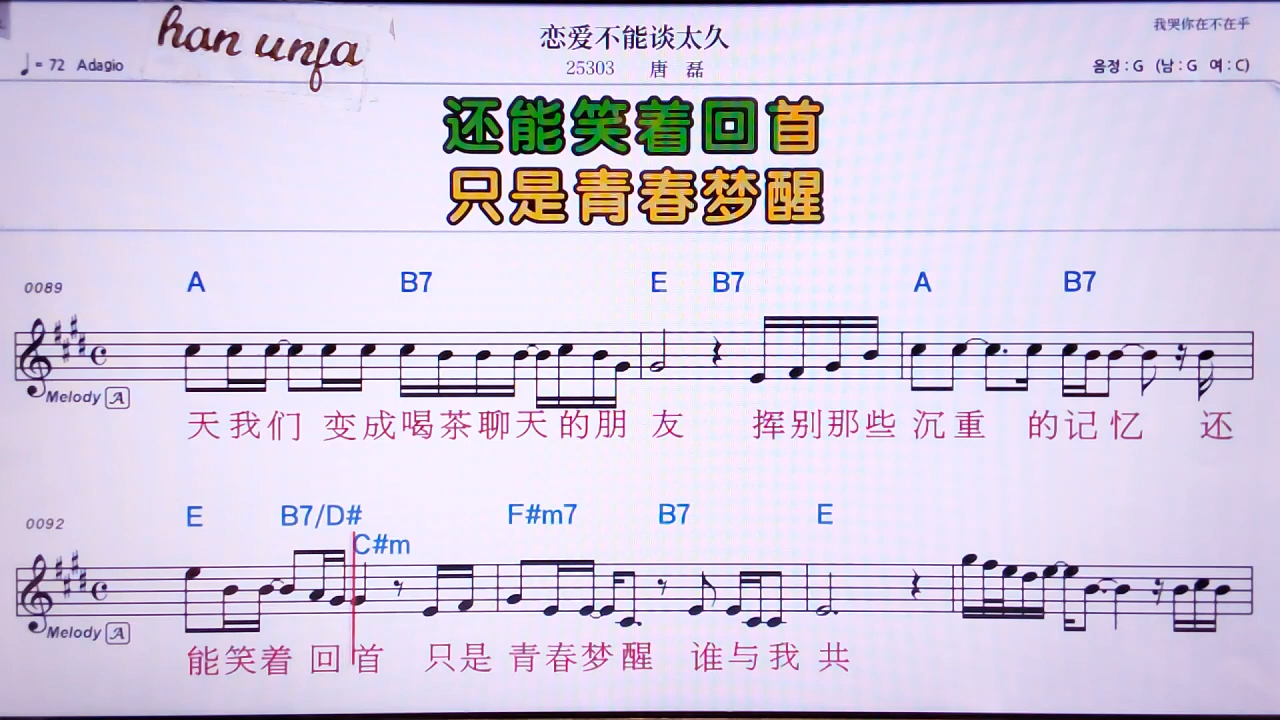 han unfa
恋爱不能谈太久
我哭你在不在乎
♩= 72 Adagio
25303 唐 磊
음정 : G (남 : G 여 : C)
还能笑着回首
只是青春梦醒
A B7 E B7 A B7
0089
Melody A
天我们 变成喝茶聊天的朋 友 挥别那些 沉重 的记忆 还
E B7/D# C#m F#m7 B7 E
0092
Melody A
能笑着 回首 只是 青春梦醒 谁与我 共